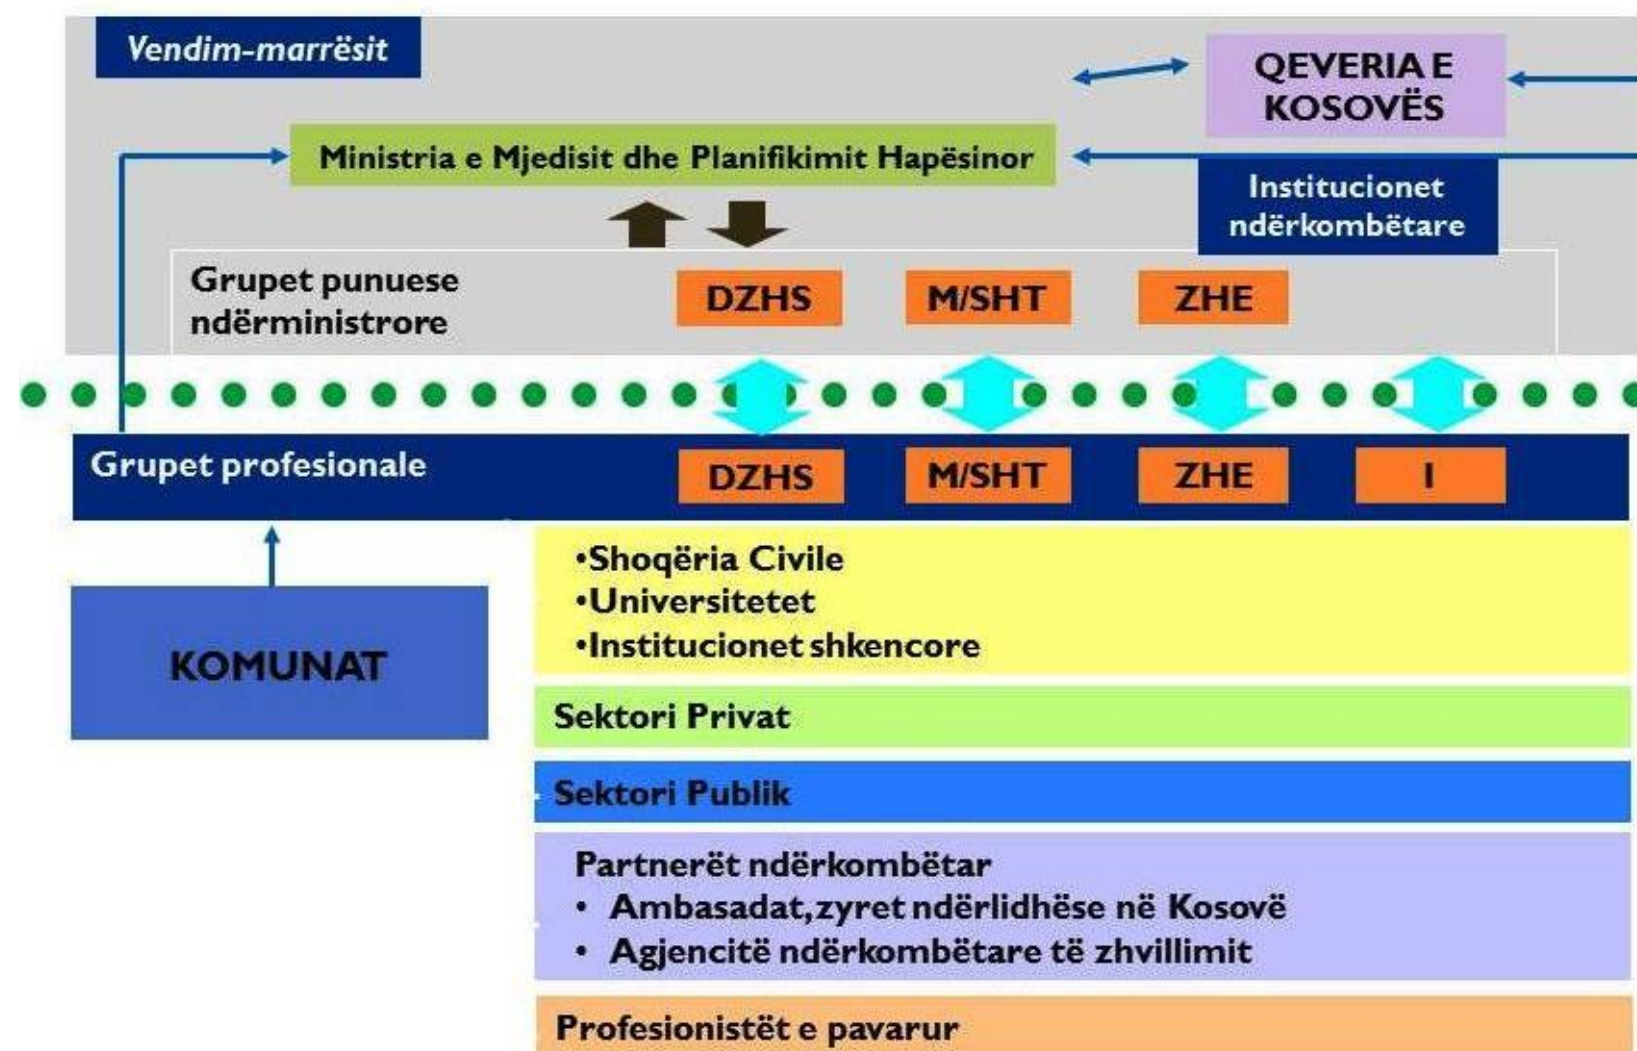 Vendim-marrësit
QEVERIA E
KOSOVËS
Ministria e Mjedisit dhe Planifikimit Hapësinor
Institucionet
ndërkombëtare
Grupet punuese
ndërministrore
DZHS
M/SHT
ZHE
Grupet profesionale
DZHS
M/SHT
ZHE
I
KOMUNAT
•Shoqëria Civile
•Universitetet
•Institucionet shkencore
Sektori Privat
Sektori Publik
Partnerët ndërkombëtar
• Ambasadat,zyret ndërlidhëse në Kosovë
• Agjencitë ndërkombëtare të zhvillimit
Profesionistët e pavarur